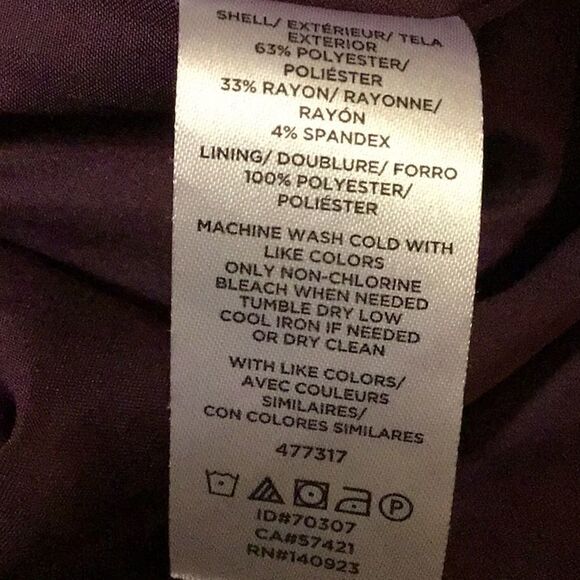 SHELL/ EXTÉRIEUR/ TELA
EXTERIOR
63% POLYESTER/
POLIÉSTER
33% RAYON/ RAYONNE/
RAYÓN
4% SPANDEX
LINING/ DOUBLURE/ FORRO
100% POLYESTER/
POLIÉSTER
MACHINE WASH COLD WITH
LIKE COLORS
ONLY NON-CHLORINE
BLEACH WHEN NEEDED
TUMBLE DRY LOW
COOL IRON IF NEEDED
OR DRY CLEAN
WITH LIKE COLORS/
AVEC COULEURS
SIMILAIRES/
CON COLORES SIMILARES
477317
P
ID#70307
CA#57421
RN#140923